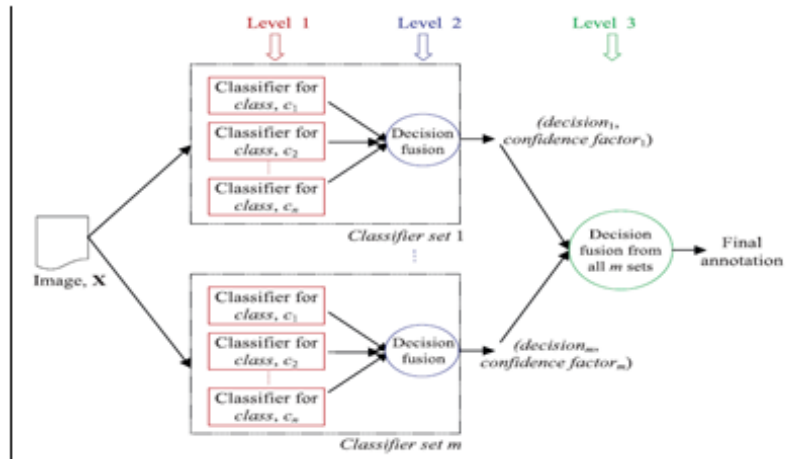 Level 1
Level 2
Level 3
Classifier for
class, c₁
Classifier for
class, c₂
Classifier for
class, cₙ
Decision
fusion
Classifier set 1
(decision₁,
confidence factor₁)
Image, X
Classifier for
class, c₁
Classifier for
class, c₂
Classifier for
class, cₙ
Decision
fusion
Classifier set m
(decisionₘ,
confidence factorₘ)
Decision
fusion from
all m sets
Final
annotation